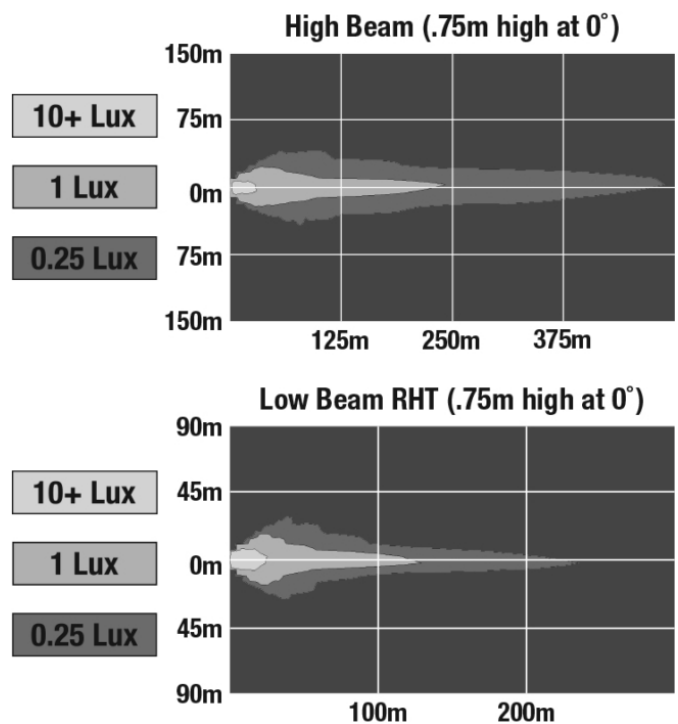 High Beam (.75m high at 0˚)
150m
10+ Lux
75m
1 Lux
0m
0.25 Lux
75m
150m
125m 250m 375m
Low Beam RHT (.75m high at 0˚)
90m
10+ Lux
45m
1 Lux
0m
0.25 Lux
45m
90m
100m 200m